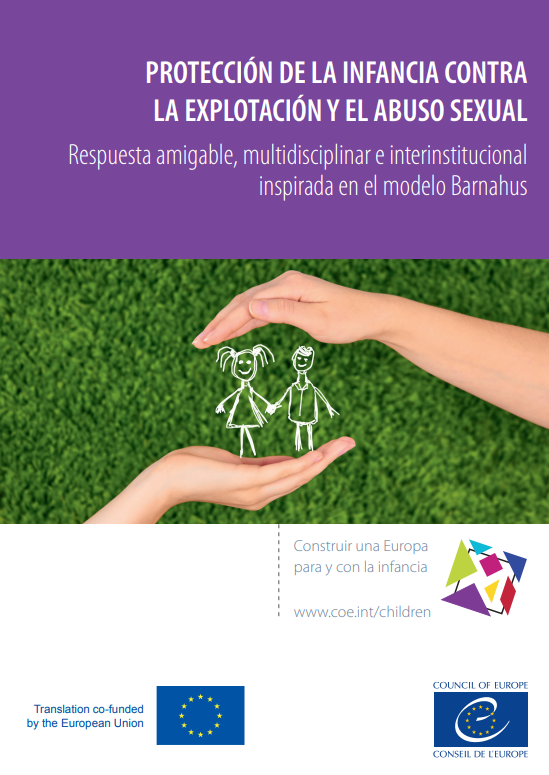 PROTECCIÓN DE LA INFANCIA CONTRA
LA EXPLOTACIÓN Y EL ABUSO SEXUAL
Respuesta amigable, multidisciplinar e interinstitucional
inspirada en el modelo Barnahus
Construir una Europa
para y con la infancia
www.coe.int/children
Translation co-funded
by the European Union
COUNCIL OF EUROPE
CONSEIL DE L'EUROPE